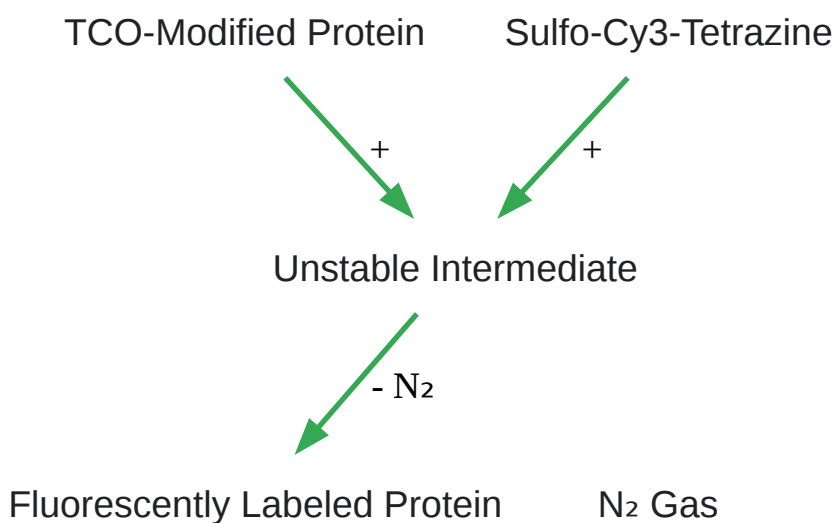 TCO-Modified Protein Sulfo-Cy3-Tetrazine
+ +
Unstable Intermediate
- N₂
Fluorescently Labeled Protein N₂ Gas